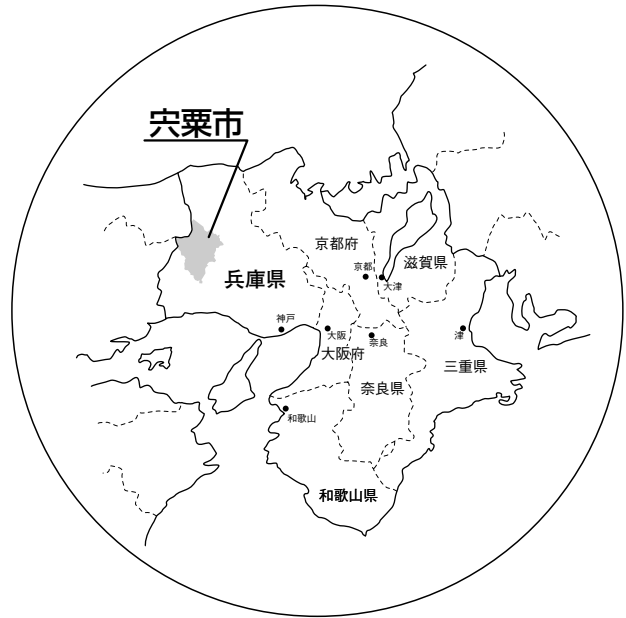 宍粟市
京都府
京都
滋賀県
大津
兵庫県
神戸
大阪
大阪府
奈良
津
三重県
奈良県
和歌山
和歌山県